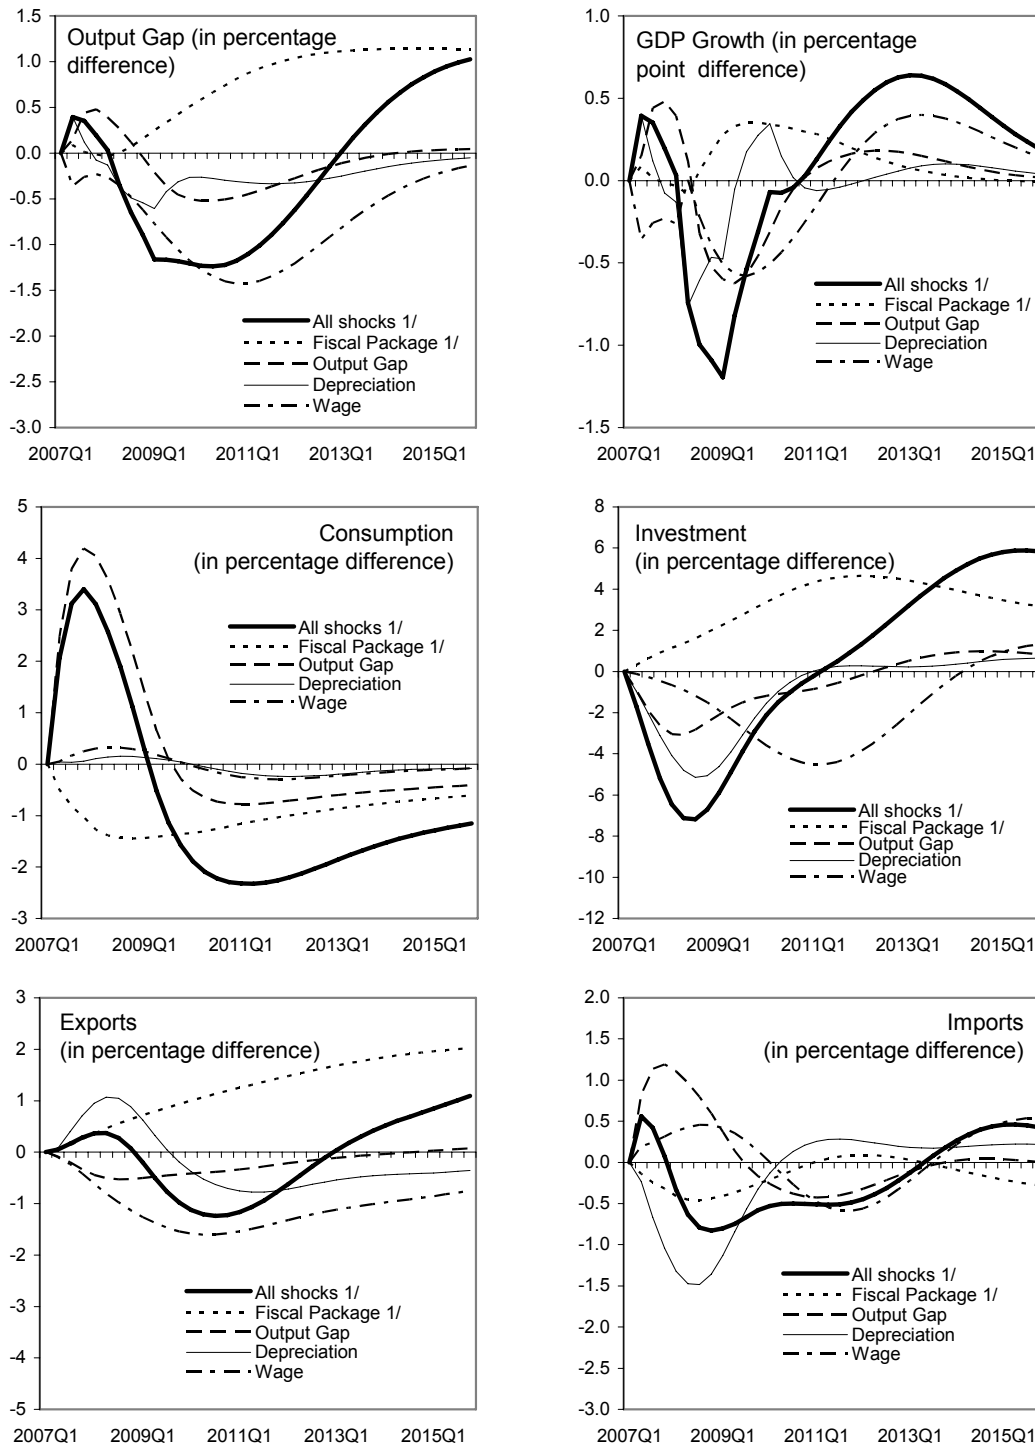 Output Gap (in percentage
difference)
1.5
1.0
0.5
0.0
-0.5
-1.0
-1.5
-2.0
-2.5
-3.0
All shocks 1/
Fiscal Package 1/
Output Gap
Depreciation
Wage
2007Q1 2009Q1 2011Q1 2013Q1 2015Q1
GDP Growth (in percentage
point difference)
1.0
0.5
0.0
-0.5
-1.0
-1.5
All shocks 1/
Fiscal Package 1/
Output Gap
Depreciation
Wage
2007Q1 2009Q1 2011Q1 2013Q1 2015Q1
Consumption
(in percentage difference)
5
4
3
2
1
0
-1
-2
-3
All shocks 1/
Fiscal Package 1/
Output Gap
Depreciation
Wage
2007Q1 2009Q1 2011Q1 2013Q1 2015Q1
Investment
(in percentage difference)
8
6
4
2
0
-2
-4
-6
-8
-10
-12
All shocks 1/
Fiscal Package 1/
Output Gap
Depreciation
Wage
2007Q1 2009Q1 2011Q1 2013Q1 2015Q1
Exports
(in percentage difference)
3
2
1
0
-1
-2
-3
-4
-5
All shocks 1/
Fiscal Package 1/
Output Gap
Depreciation
Wage
2007Q1 2009Q1 2011Q1 2013Q1 2015Q1
Imports
(in percentage difference)
2.0
1.5
1.0
0.5
0.0
-0.5
-1.0
-1.5
-2.0
-2.5
-3.0
All shocks 1/
Fiscal Package 1/
Output Gap
Depreciation
Wage
2007Q1 2009Q1 2011Q1 2013Q1 2015Q1